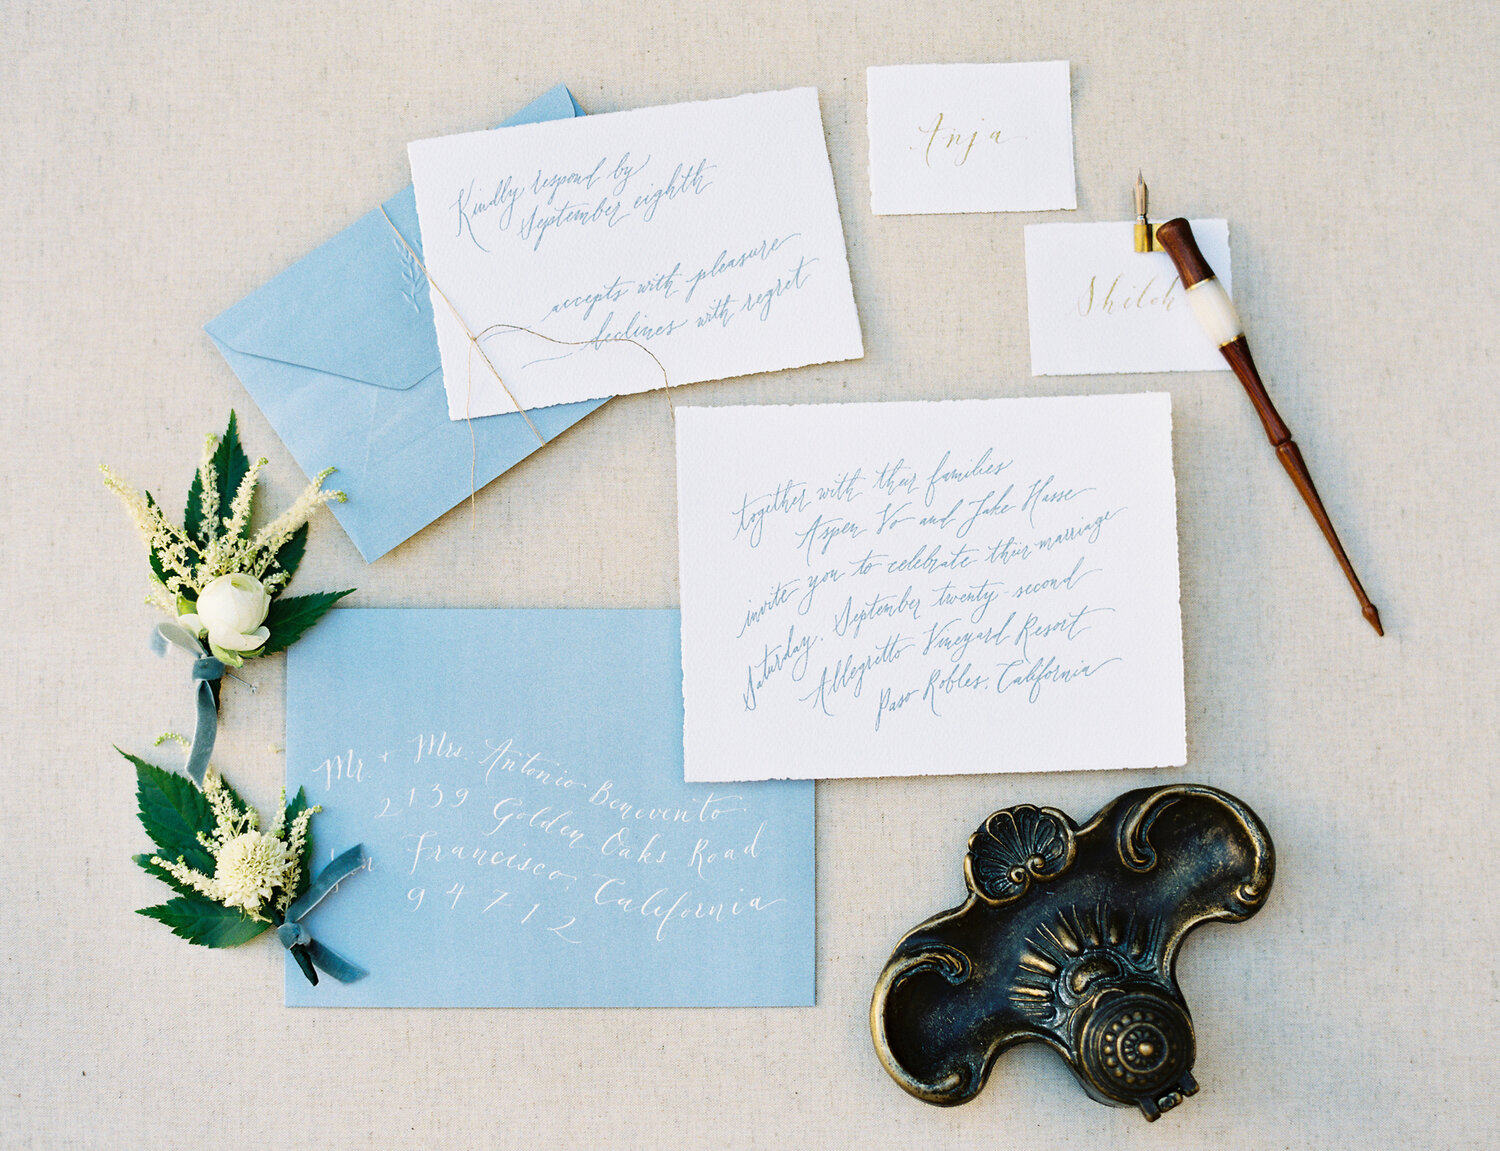 Kindly respond by
September eighth
accepts with pleasure
declines with regret
Anja
Shiloh
together with their families
Aspen Vo and Jake Hasse
invite you to celebrate their marriage
Saturday, September twenty-second
Allegretto Vineyard Resort
Paso Robles, California
Mr. + Mrs. Antonio Benevento
2139 Golden Oaks Road
Francisco, California
94712